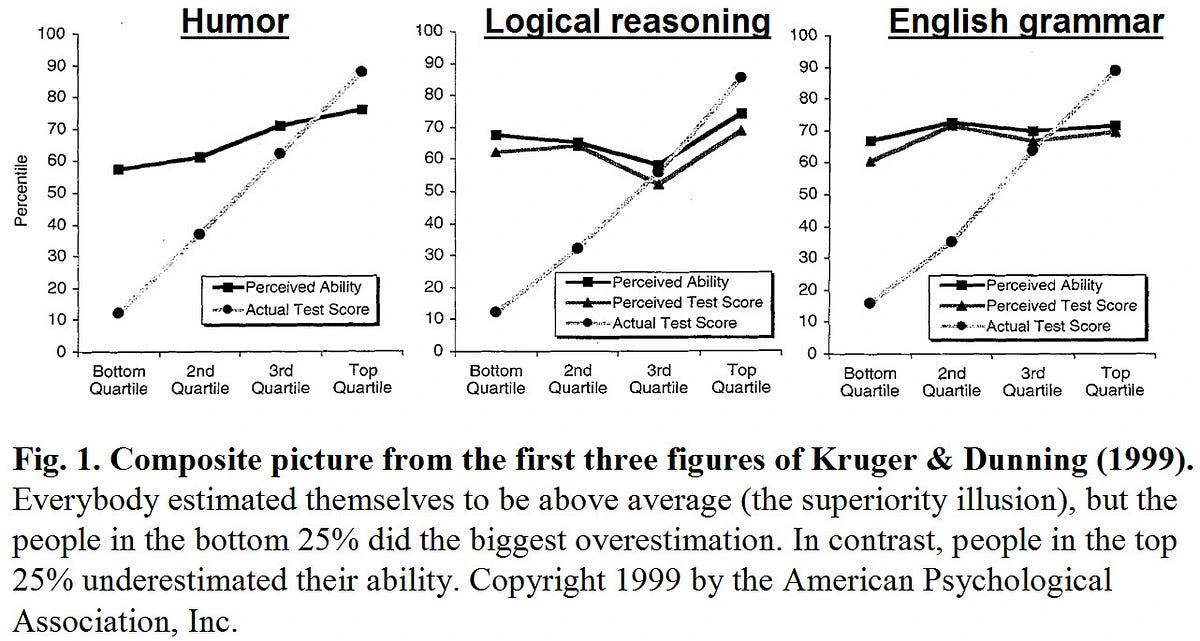 Humor
Logical reasoning
English grammar
Percentile
100
90
80
70
60
50
40
30
20
10
0
Perceived Ability
Actual Test Score
Bottom Quartile
2nd Quartile
3rd Quartile
Top Quartile
100
90
80
70
60
50
40
30
20
10
0
Perceived Ability
Perceived Test Score
Actual Test Score
Bottom Quartile
2nd Quartile
3rd Quartile
Top Quartile
100
90
80
70
60
50
40
30
20
10
0
Perceived Ability
Perceived Test Score
Actual Test Score
Bottom Quartile
2nd Quartile
3rd Quartile
Top Quartile
Fig. 1. Composite picture from the first three figures of Kruger & Dunning (1999).
Everybody estimated themselves to be above average (the superiority illusion), but the
people in the bottom 25% did the biggest overestimation. In contrast, people in the top
25% underestimated their ability. Copyright 1999 by the American Psychological
Association, Inc.